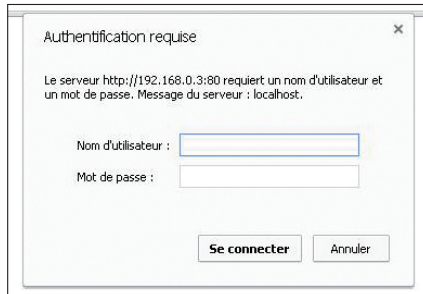 Authentification requise
Le serveur http://192.168.0.3:80 requiert un nom d'utilisateur et
un mot de passe. Message du serveur : localhost.
Nom d'utilisateur :
Mot de passe :
Se connecter Annuler